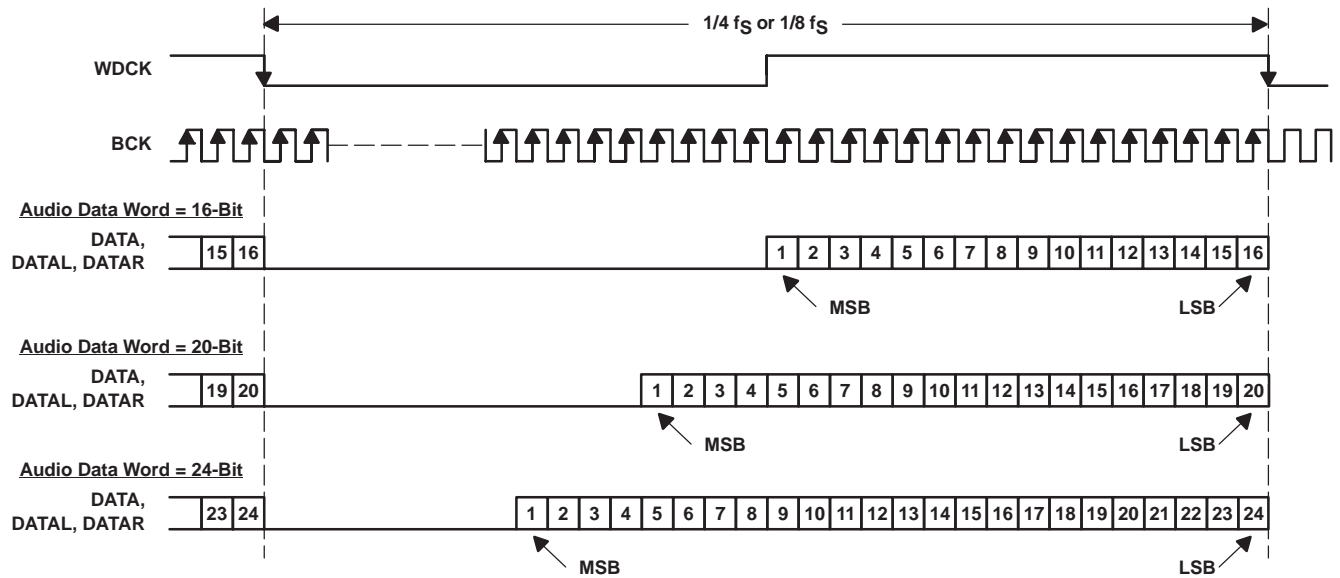 1/4 fS or 1/8 fS
WDCK
BCK
Audio Data Word = 16-Bit
DATA,
DATAL, DATAR
15 16 1 2 3 4 5 6 7 8 9 10 11 12 13 14 15 16
MSB LSB
Audio Data Word = 20-Bit
DATA,
DATAL, DATAR
19 20 1 2 3 4 5 6 7 8 9 10 11 12 13 14 15 16 17 18 19 20
MSB LSB
Audio Data Word = 24-Bit
DATA,
DATAL, DATAR
23 24 1 2 3 4 5 6 7 8 9 10 11 12 13 14 15 16 17 18 19 20 21 22 23 24
MSB LSB